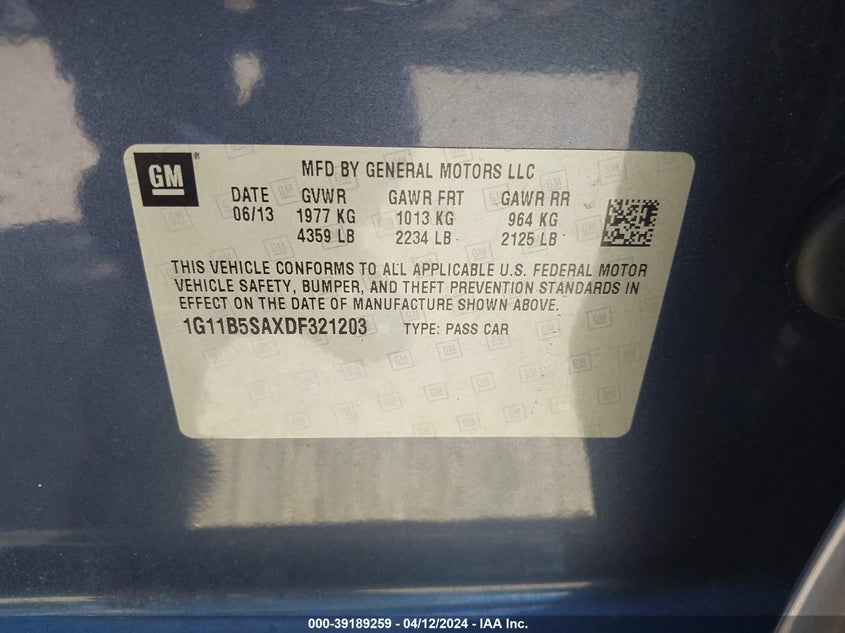 GM® MFD BY GENERAL MOTORS LLC
DATE GVWR GAWR FRT GAWR RR
06/13 1977 KG 1013 KG 964 KG
4359 LB 2234 LB 2125 LB
THIS VEHICLE CONFORMS TO ALL APPLICABLE U.S. FEDERAL MOTOR
VEHICLE SAFETY, BUMPER, AND THEFT PREVENTION STANDARDS IN
EFFECT ON THE DATE OF MANUFACTURE SHOWN ABOVE.
1G11B5SAXDF321203 TYPE: PASS CAR
000-39189259 - 04/12/2024 - IAA Inc.